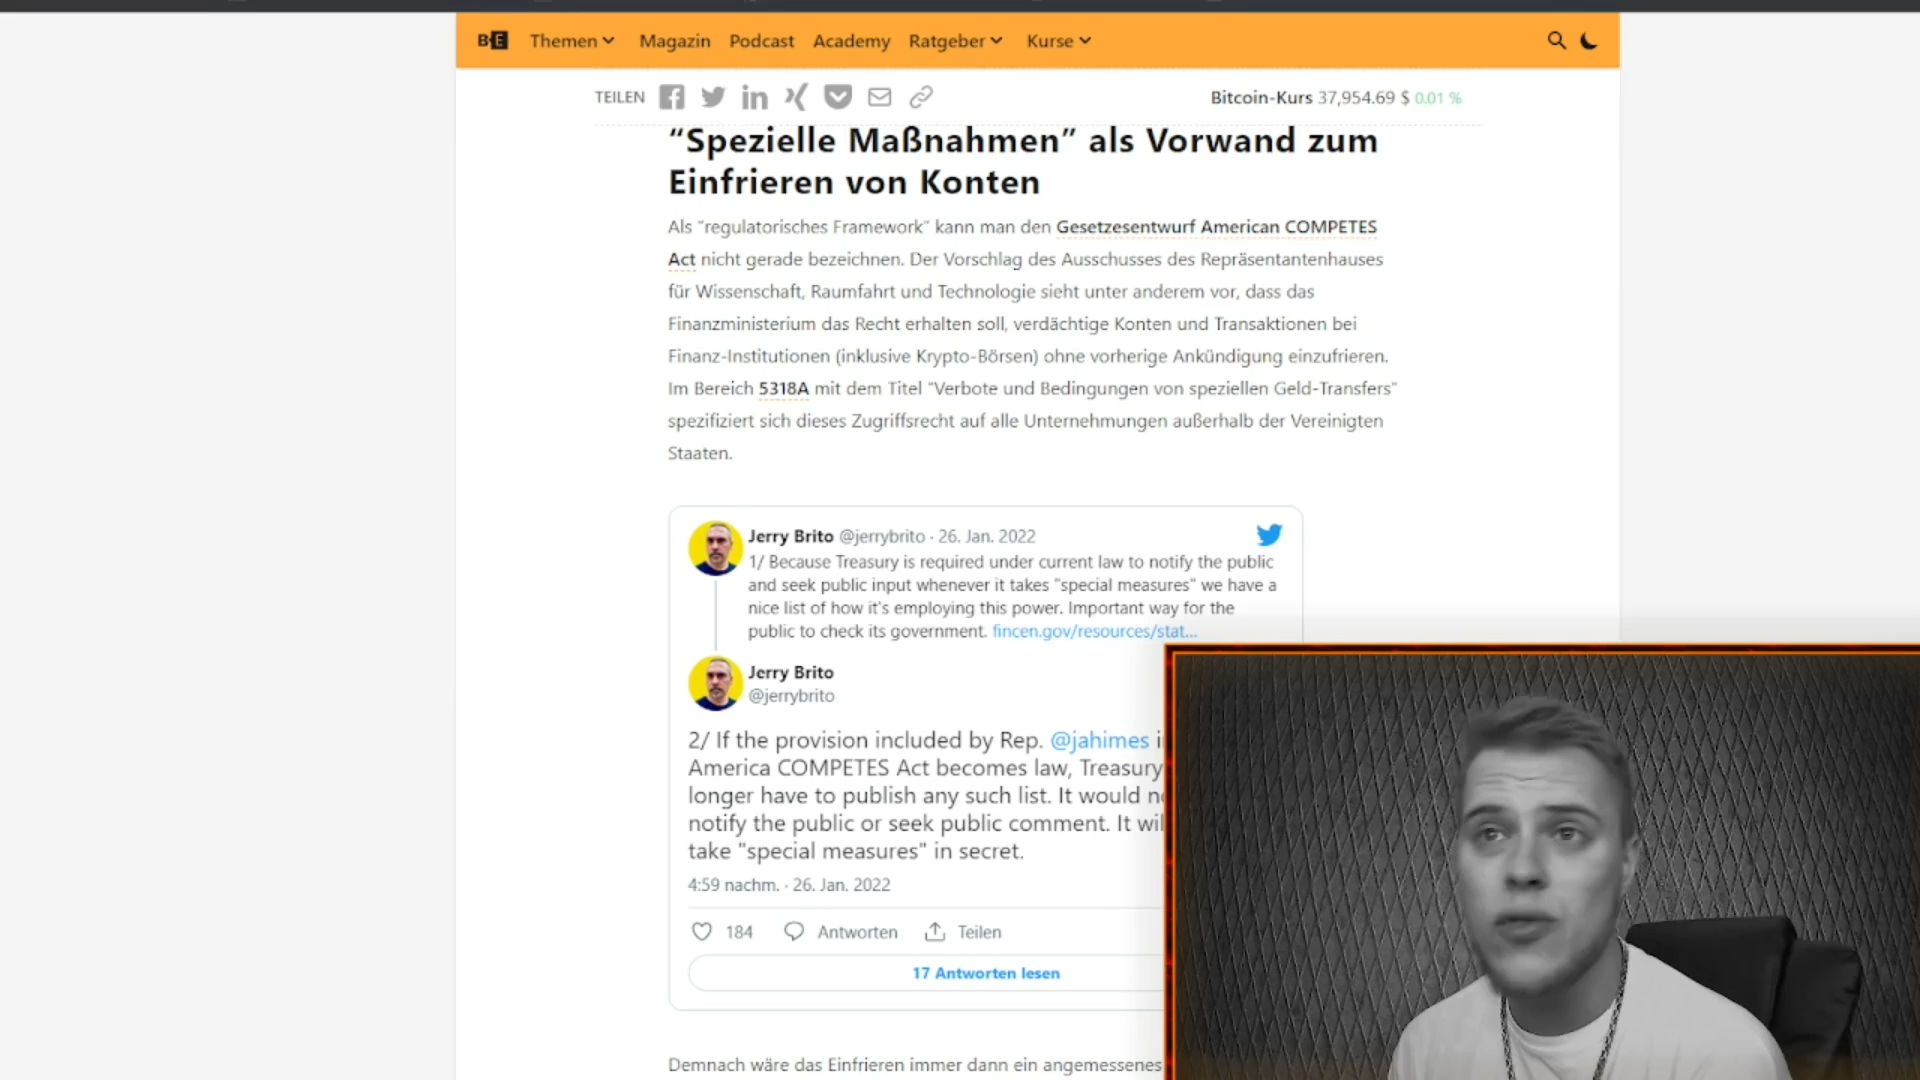 BE Themen Magazin Podcast Academy Ratgeber Kurse
TEILEN Bitcoin-Kurs 37,954.69 $ 0.01 %
“Spezielle Maßnahmen” als Vorwand zum
Einfrieren von Konten
Als “regulatorisches Framework” kann man den Gesetzesentwurf American COMPETES
Act nicht gerade bezeichnen. Der Vorschlag des Ausschusses des Repräsentantenhauses
für Wissenschaft, Raumfahrt und Technologie sieht unter anderem vor, dass das
Finanzministerium das Recht erhalten soll, verdächtige Konten und Transaktionen bei
Finanz-Institutionen (inklusive Krypto-Börsen) ohne vorherige Ankündigung einzufrieren.
Im Bereich 5318A mit dem Titel “Verbote und Bedingungen von speziellen Geld-Transfers”
spezifiziert sich dieses Zugriffsrecht auf alle Unternehmungen außerhalb der Vereinigten
Staaten.
Jerry Brito @jerrybrito · 26. Jan. 2022
1/ Because Treasury is required under current law to notify the public
and seek public input whenever it takes "special measures" we have a
nice list of how it's employing this power. Important way for the
public to check its government. fincen.gov/resources/stat...
Jerry Brito
@jerrybrito
2/ If the provision included by Rep. @jahimes
America COMPETES Act becomes law, Treasury
longer have to publish any such list. It would
notify the public or seek public comment. It
take "special measures" in secret.
4:59 nachm. · 26. Jan. 2022
184 Antworten Teilen
17 Antworten lesen
Demnach wäre das Einfrieren immer dann ein angemessenes